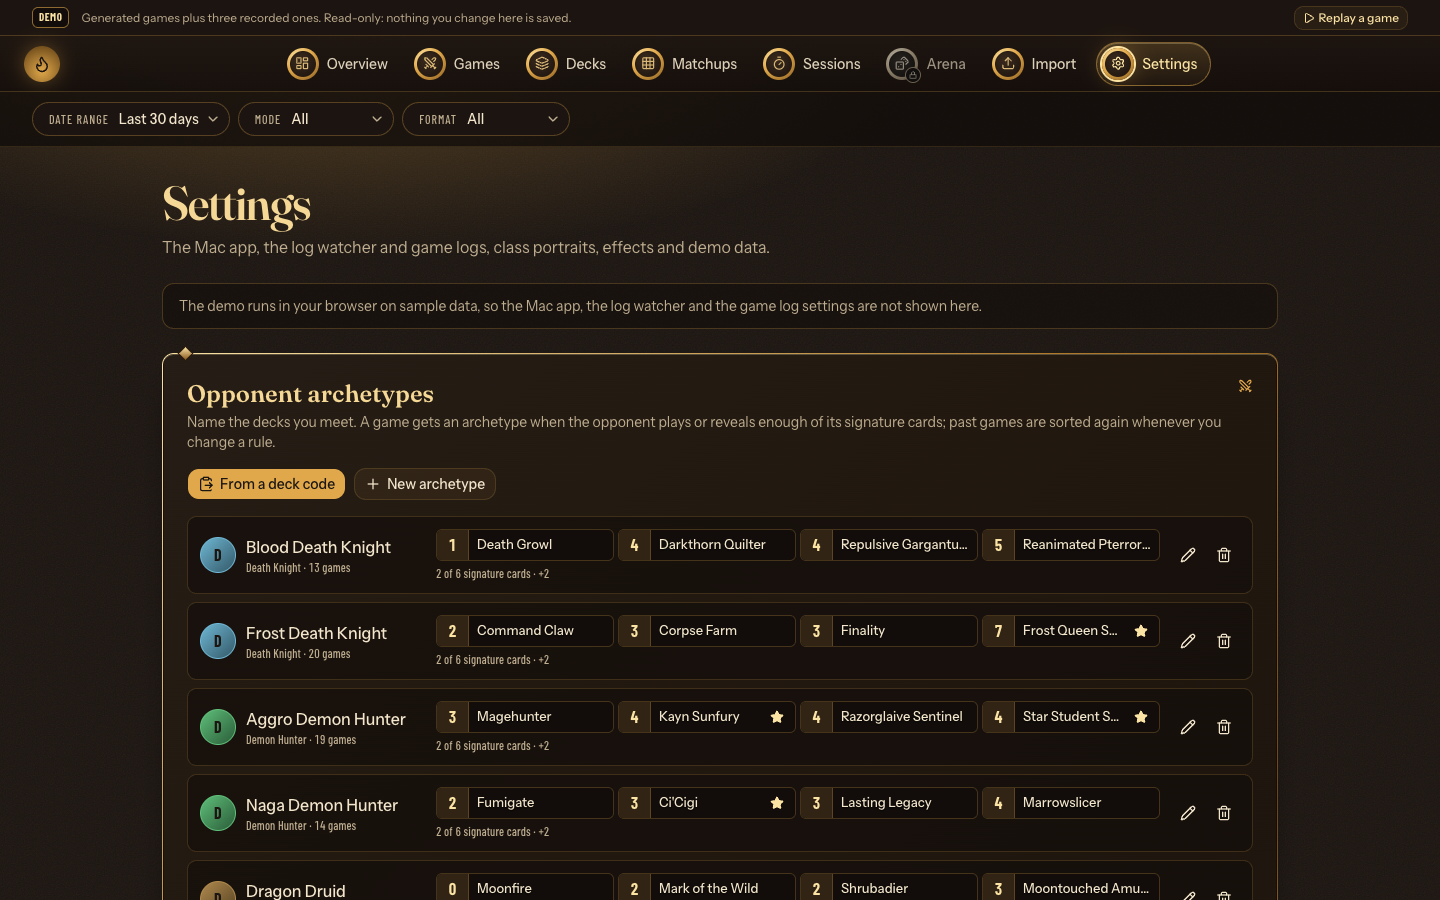 DEMO Generated games plus three recorded ones. Read-only: nothing you change here is saved. Replay a game
Overview Games Decks Matchups Sessions Arena Import Settings
DATE RANGE Last 30 days MODE All FORMAT All
Settings
The Mac app, the log watcher and game logs, class portraits, effects and demo data.
The demo runs in your browser on sample data, so the Mac app, the log watcher and the game log settings are not shown here.
Opponent archetypes
Name the decks you meet. A game gets an archetype when the opponent plays or reveals enough of its signature cards; past games are sorted again whenever you
change a rule.
From a deck code New archetype
D Blood Death Knight 1 Death Growl 4 Darkthorn Quilter 4 Repulsive Gargantu... 5 Reanimated Pterror...
Death Knight · 13 games 2 of 6 signature cards · +2
D Frost Death Knight 2 Command Claw 3 Corpse Farm 3 Finality 7 Frost Queen S...
Death Knight · 20 games 2 of 6 signature cards · +2
D Aggro Demon Hunter 3 Magehunter 4 Kayn Sunfury 4 Razorglaive Sentinel 4 Star Student S...
Demon Hunter · 19 games 2 of 6 signature cards · +2
D Naga Demon Hunter 2 Fumigate 3 Ci'Cigi 3 Lasting Legacy 4 Marrowslicer
Demon Hunter · 14 games 2 of 6 signature cards · +2
D Dragon Druid 0 Moonfire 2 Mark of the Wild 2 Shrubadier 3 Moontouched Amu...